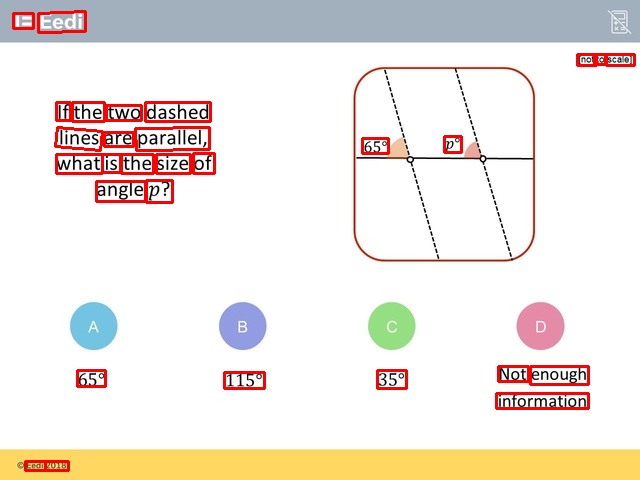 Eedi
[not to scale]
If the two dashed
lines are parallel,
what is the size of
angle p?
65°
p°
A
B
C
D
65°
115°
35°
Not enough
information
© Eedi 2018